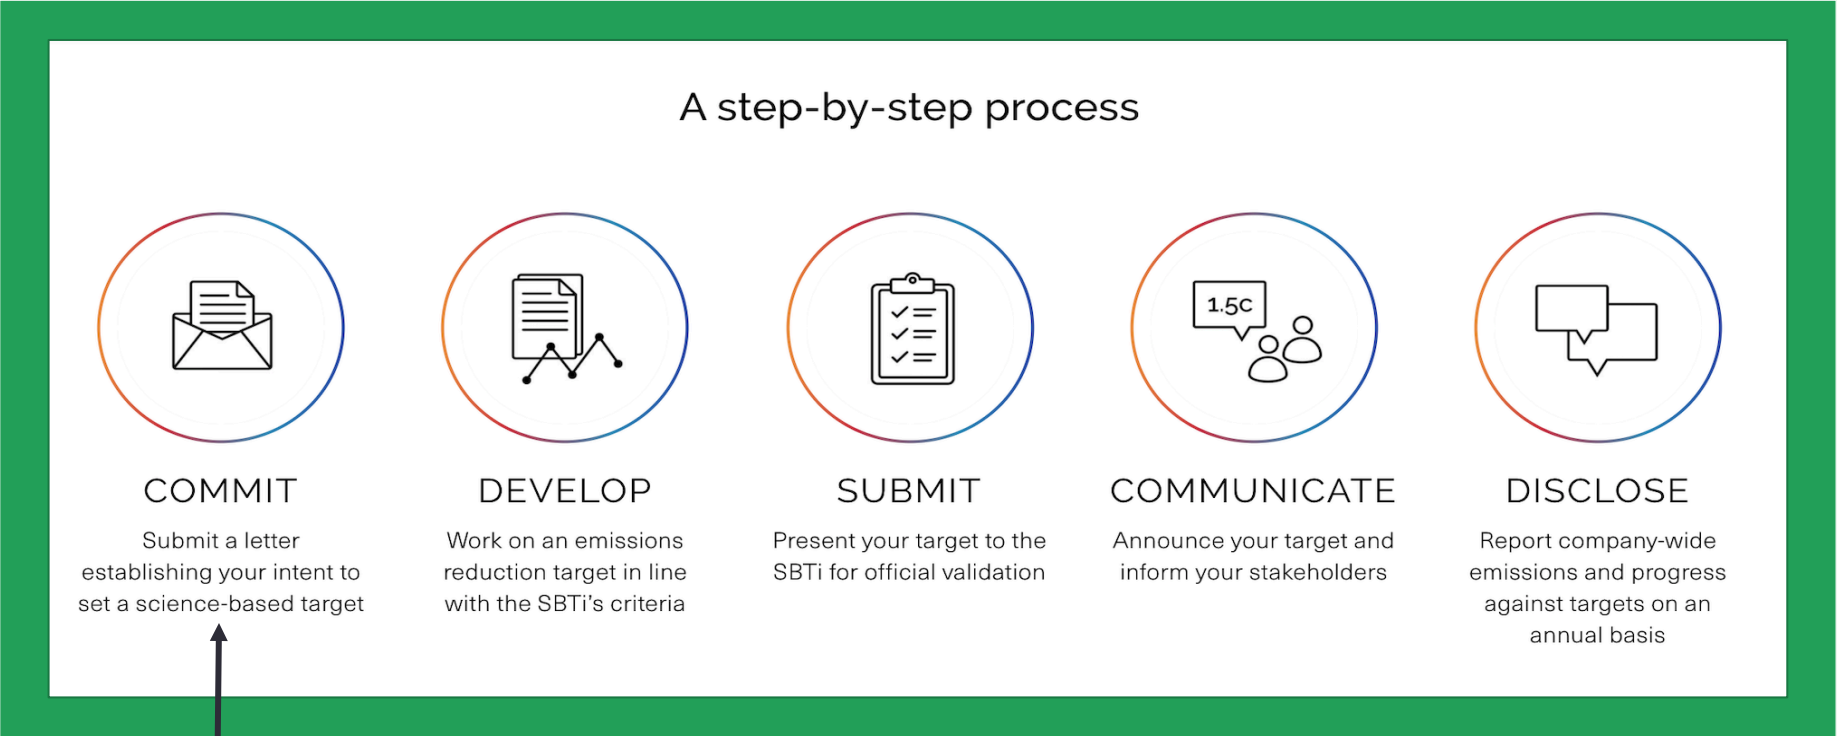 A step-by-step process
1.5c
COMMIT
Submit a letter
establishing your intent to
set a science-based target
DEVELOP
Work on an emissions
reduction target in line
with the SBTi's criteria
SUBMIT
Present your target to the
SBTi for official validation
COMMUNICATE
Announce your target and
inform your stakeholders
DISCLOSE
Report company-wide
emissions and progress
against targets on an
annual basis